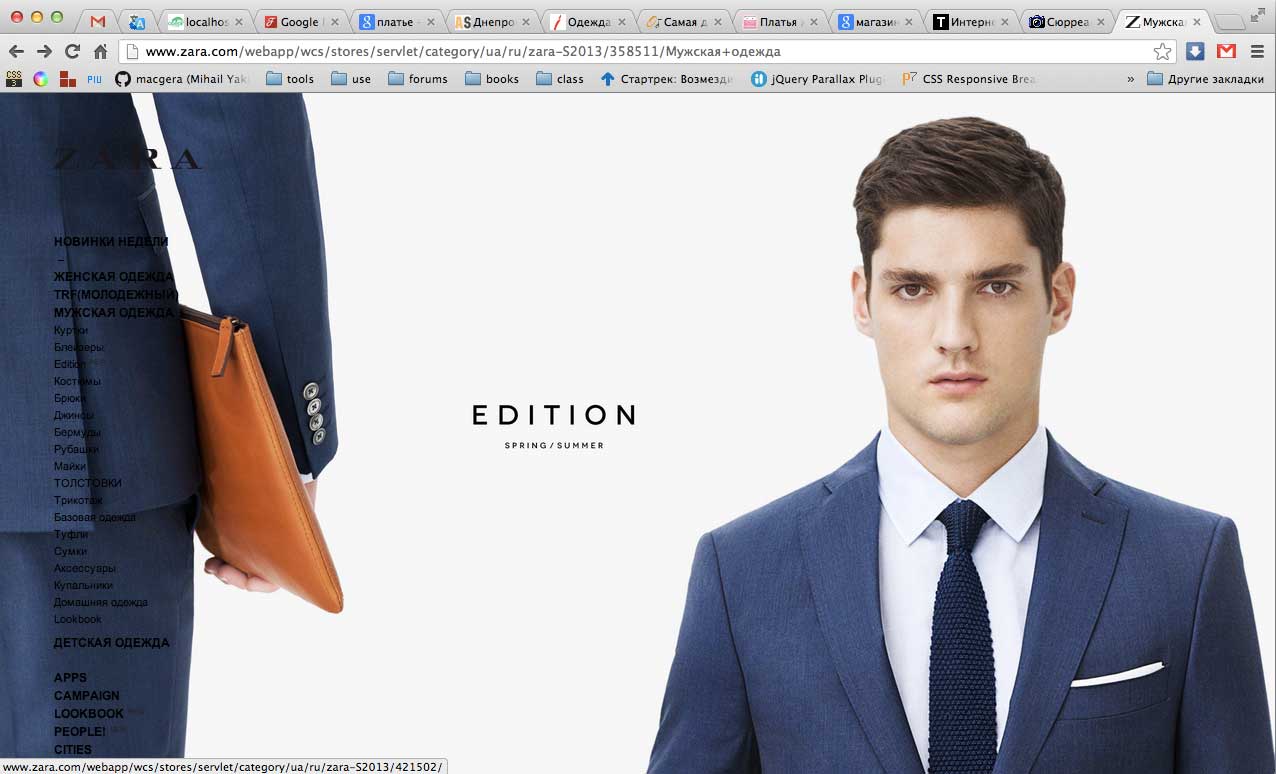 localhos
Google
платье -
Днепро
Одежда
Самая д
Платья
магазин
Интерн
Сюрреа
Мужска
www.zara.com/webapp/wcs/stores/servlet/category/ua/ru/zara-S2013/358511/Мужская+одежда
CSS PIU macgera (Mihail Yak tools use forums books class Стартрек: Возмезди jQuery Parallax Plug CSS Responsive Brea » Другие закладки
ZARA
НОВИНКИ НЕДЕЛИ
–
ЖЕНСКАЯ ОДЕЖДА
TRF(МОЛОДЕЖНЫЙ)
МУЖСКАЯ ОДЕЖДА
Куртки
Блейзеры
Edition
Костюмы
Брюки
Джинсы
Бермуды
Рубашки
Майки
ТОЛСТОВКИ
Трикотаж
Базовая одежда
Туфли
Сумки
Аксессуары
Купальники
Домашняя одежда
Lookbook
ДЕТСКАЯ ОДЕЖДА
APPS
CAMPAIGN
LOOKBOOK
PEOPLE!
CITIES
EDITION
SPRING/SUMMER
www.zara.com/webapp/wcs/stores/servlet/category/ua/ru/zara-S2013/421502/